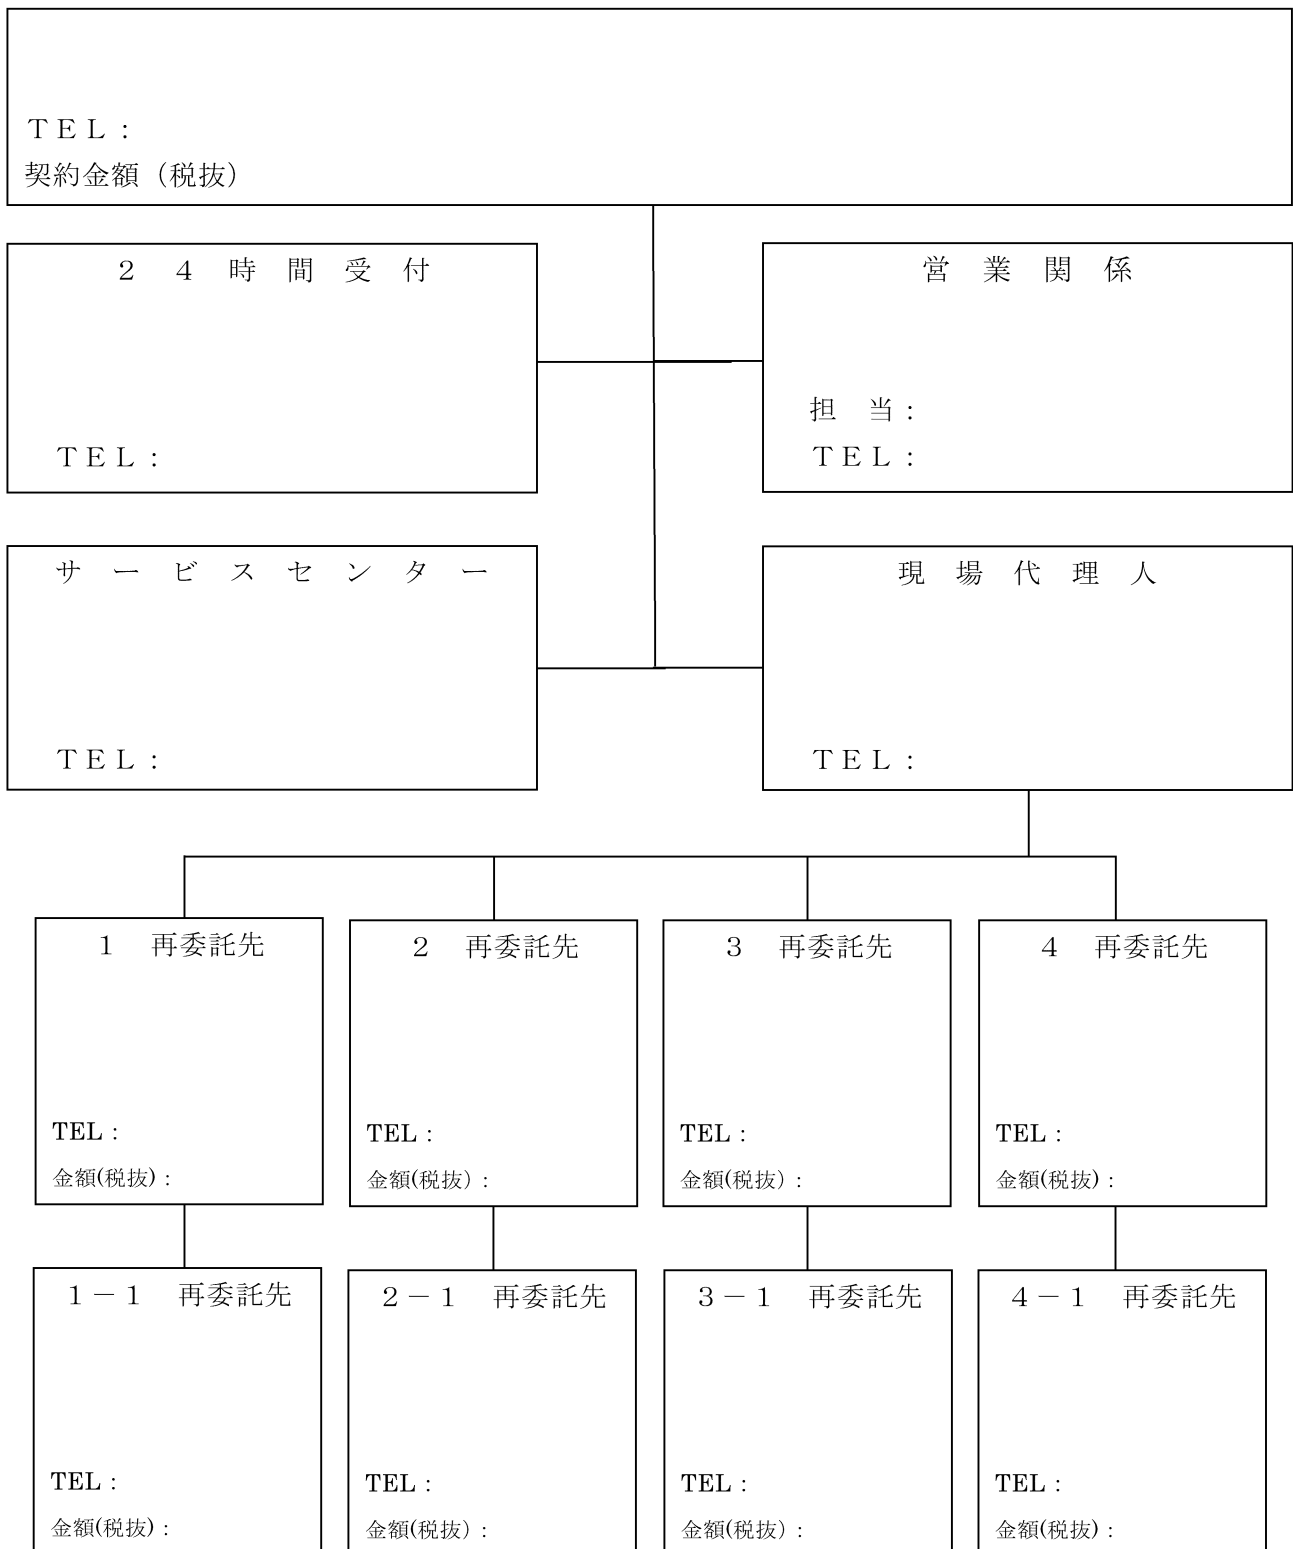 ＴＥＬ：
契約金額（税抜）
２４時間受付
ＴＥＬ：
営業関係
担　当：
ＴＥＬ：
サービスセンター
ＴＥＬ：
現場代理人
ＴＥＬ：
１　再委託先
TEL：
金額(税抜)：
２　再委託先
TEL：
金額(税抜）：
３　再委託先
TEL：
金額(税抜）：
４　再委託先
TEL：
金額(税抜)：
１－１　再委託先
TEL：
金額(税抜)：
２－１　再委託先
TEL：
金額(税抜）：
３－１　再委託先
TEL：
金額(税抜）：
４－１　再委託先
TEL：
金額(税抜)：